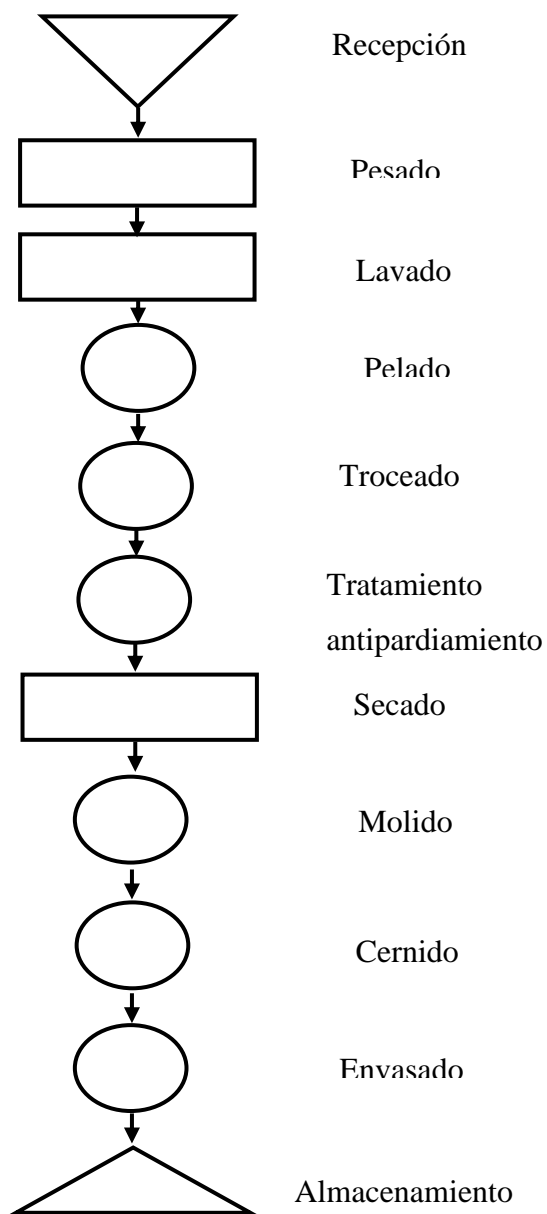 Recepción
Pesado
Lavado
Pelado
Troceado
Tratamiento
antipardiamiento
Secado
Molido
Cernido
Envasado
Almacenamiento